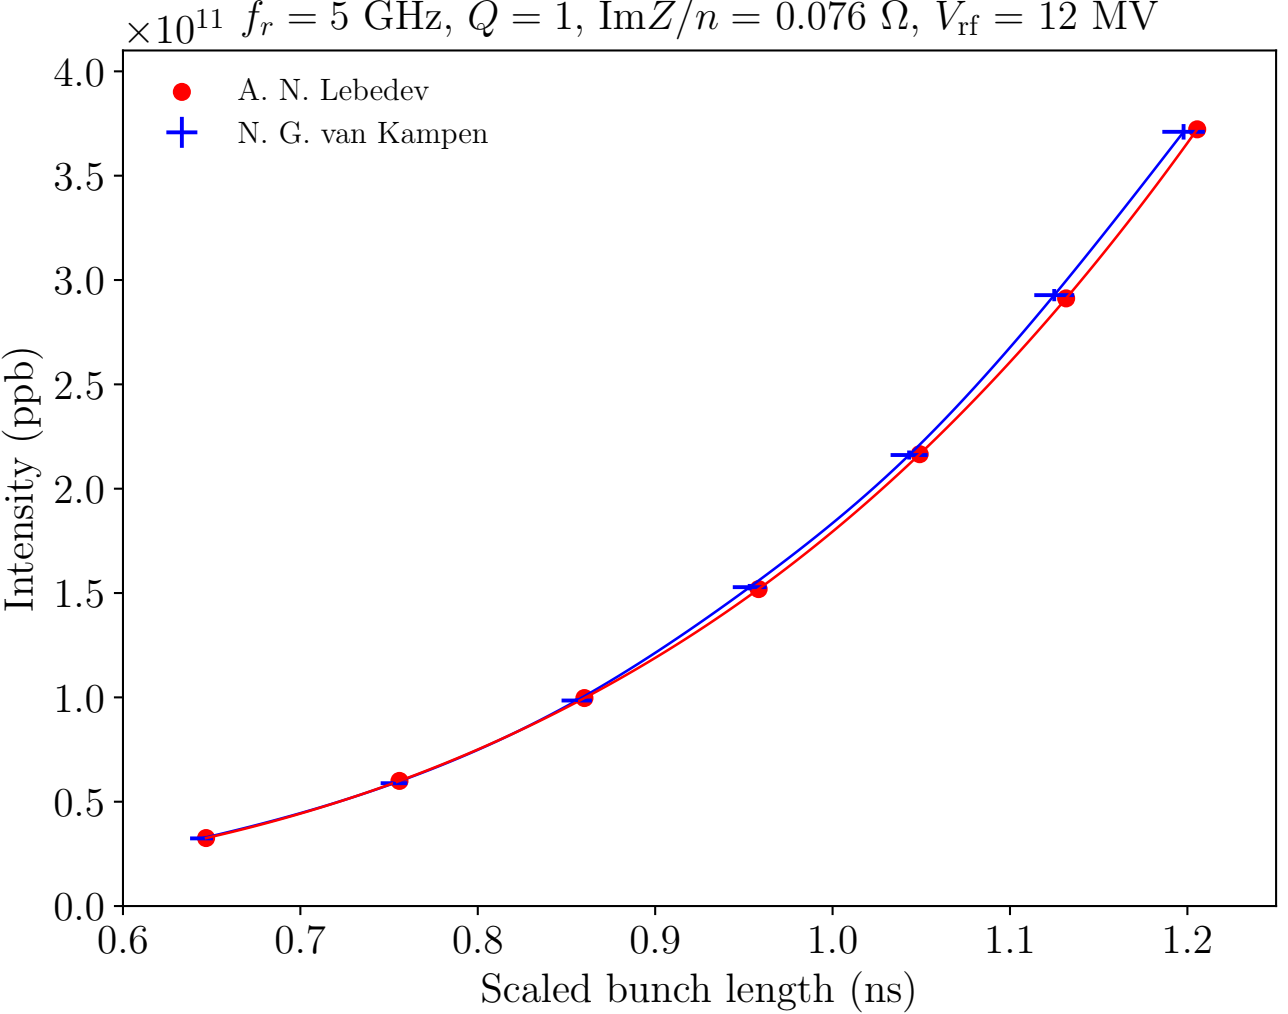 ×10¹¹ fᵣ = 5 GHz, Q = 1, ImZ/n = 0.076 Ω, V_rf = 12 MV
A. N. Lebedev
N. G. van Kampen
Intensity (ppb)
4.0
3.5
3.0
2.5
2.0
1.5
1.0
0.5
0.0
0.6 0.7 0.8 0.9 1.0 1.1 1.2
Scaled bunch length (ns)